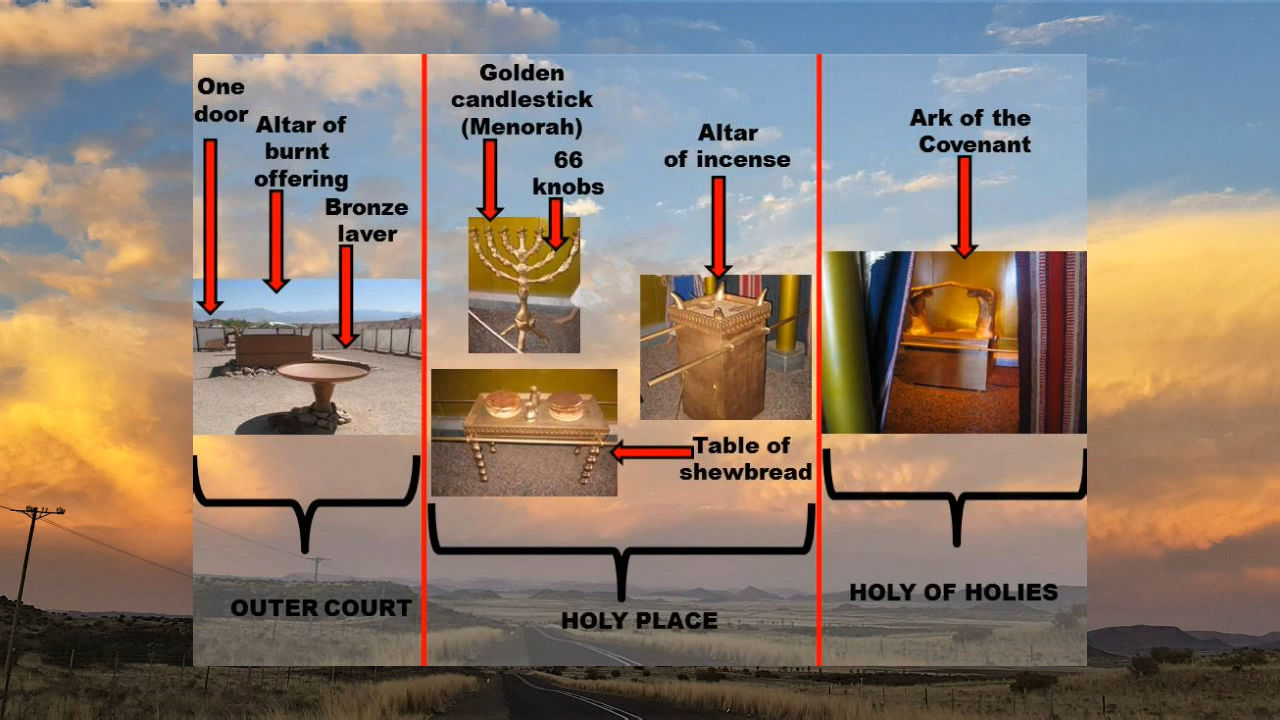 One
door
Altar of
burnt
offering
Bronze
laver
OUTER COURT
Golden
candlestick
(Menorah)
66
knobs
Altar
of incense
Table of
shewbread
HOLY PLACE
Ark of the
Covenant
HOLY OF HOLIES